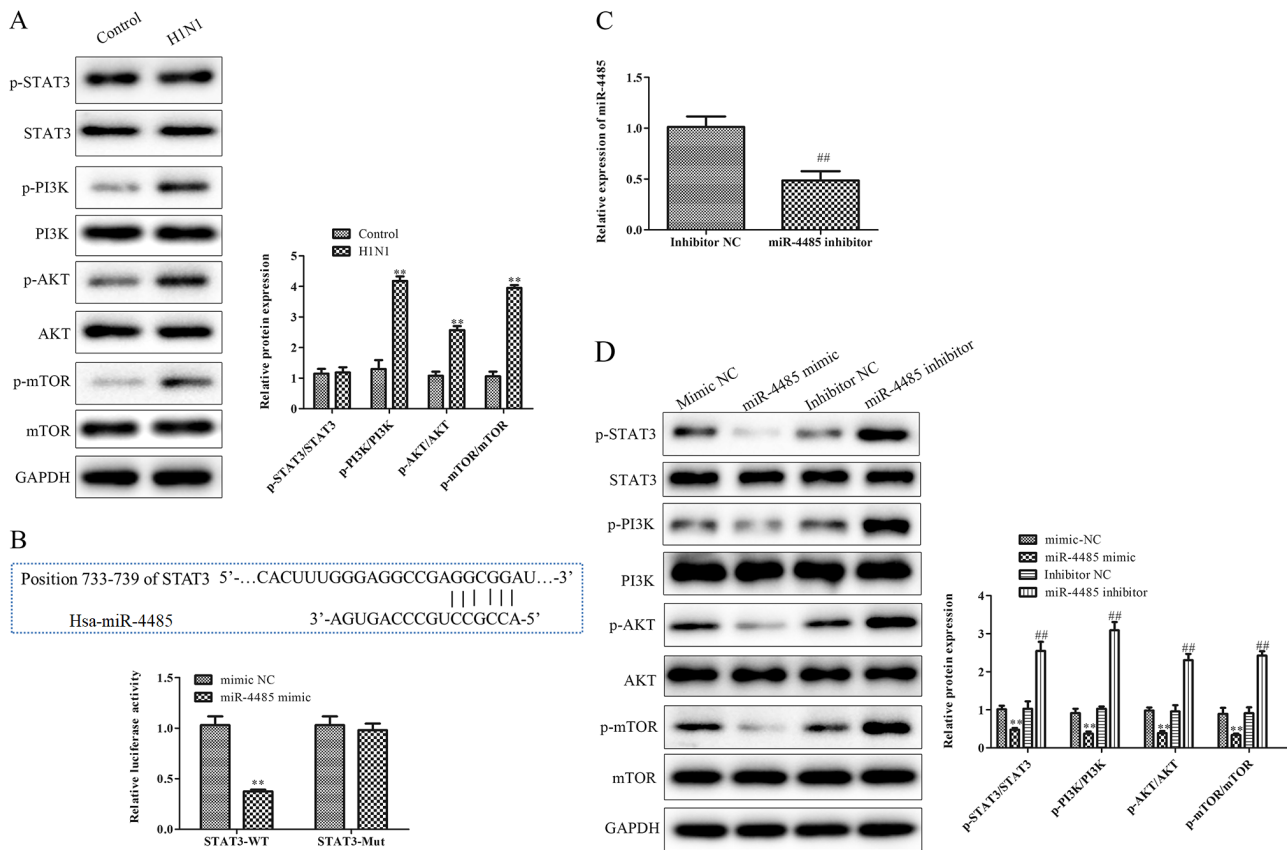 A
Control
H1N1
p-STAT3
STAT3
p-PI3K
PI3K
p-AKT
AKT
p-mTOR
mTOR
GAPDH
Control
H1N1
Relative protein expression
5
4
3
2
1
0
**
**
**
p-STAT3/STAT3
p-PI3K/PI3K
p-AKT/AKT
p-mTOR/mTOR
B
Position 733-739 of STAT3 5'-...CACUUUGGGAGGCCGAGGCGGAU...-3'
Hsa-miR-4485 3'-AGUGACCCGUCCGCCA-5'
mimic NC
miR-4485 mimic
Relative luciferase activity
1.5
1.0
0.5
0.0
**
STAT3-WT
STAT3-Mut
C
Relative expression of miR-4485
1.5
1.0
0.5
0.0
##
Inhibitor NC
miR-4485 inhibitor
D
Mimic NC
miR-4485 mimic
Inhibitor NC
miR-4485 inhibitor
p-STAT3
STAT3
p-PI3K
PI3K
p-AKT
AKT
p-mTOR
mTOR
GAPDH
mimic-NC
miR-4485 mimic
Inhibitor NC
miR-4485 inhibitor
Relative protein expression
4
3
2
1
0
**
##
**
##
**
##
**
##
p-STAT3/STAT3
p-PI3K/PI3K
p-AKT/AKT
p-mTOR/mTOR